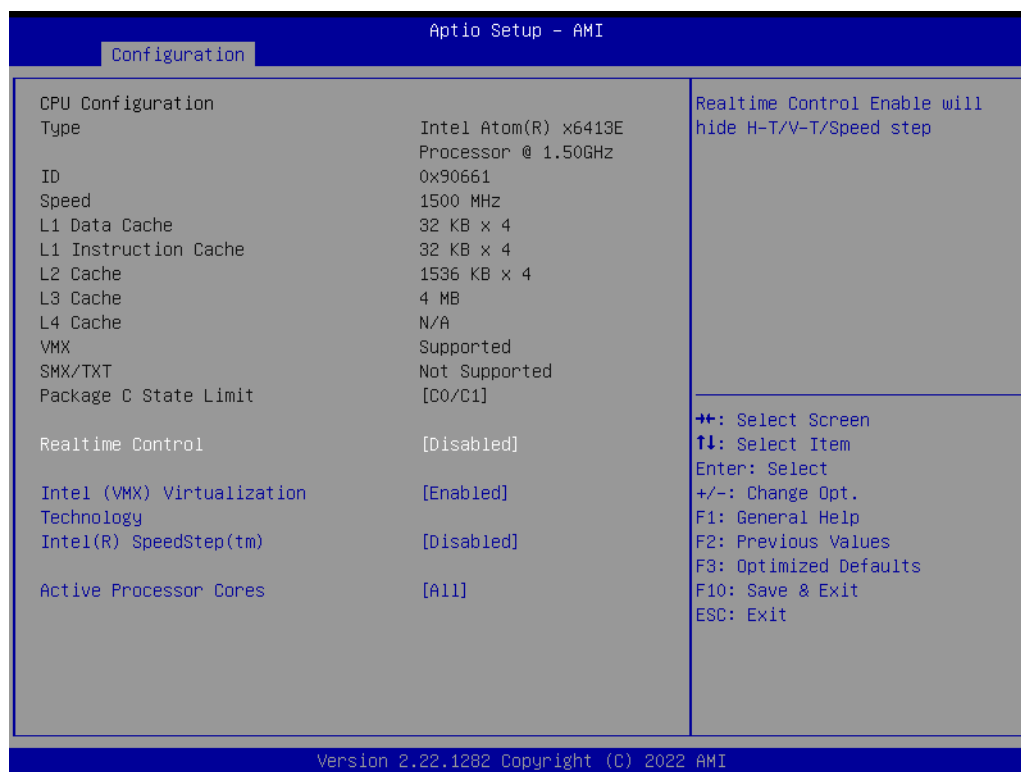 Aptio Setup – AMI
Configuration
CPU Configuration
Type Intel Atom(R) x6413E
Processor @ 1.50GHz
ID 0x90661
Speed 1500 MHz
L1 Data Cache 32 KB x 4
L1 Instruction Cache 32 KB x 4
L2 Cache 1536 KB x 4
L3 Cache 4 MB
L4 Cache N/A
VMX Supported
SMX/TXT Not Supported
Package C State Limit [C0/C1]
Realtime Control [Disabled]
Intel (VMX) Virtualization [Enabled]
Technology
Intel(R) SpeedStep(tm) [Disabled]
Active Processor Cores [All]
Realtime Control Enable will
hide H-T/V-T/Speed step
→←: Select Screen
↑↓: Select Item
Enter: Select
+/-: Change Opt.
F1: General Help
F2: Previous Values
F3: Optimized Defaults
F10: Save & Exit
ESC: Exit
Version 2.22.1282 Copyright (C) 2022 AMI